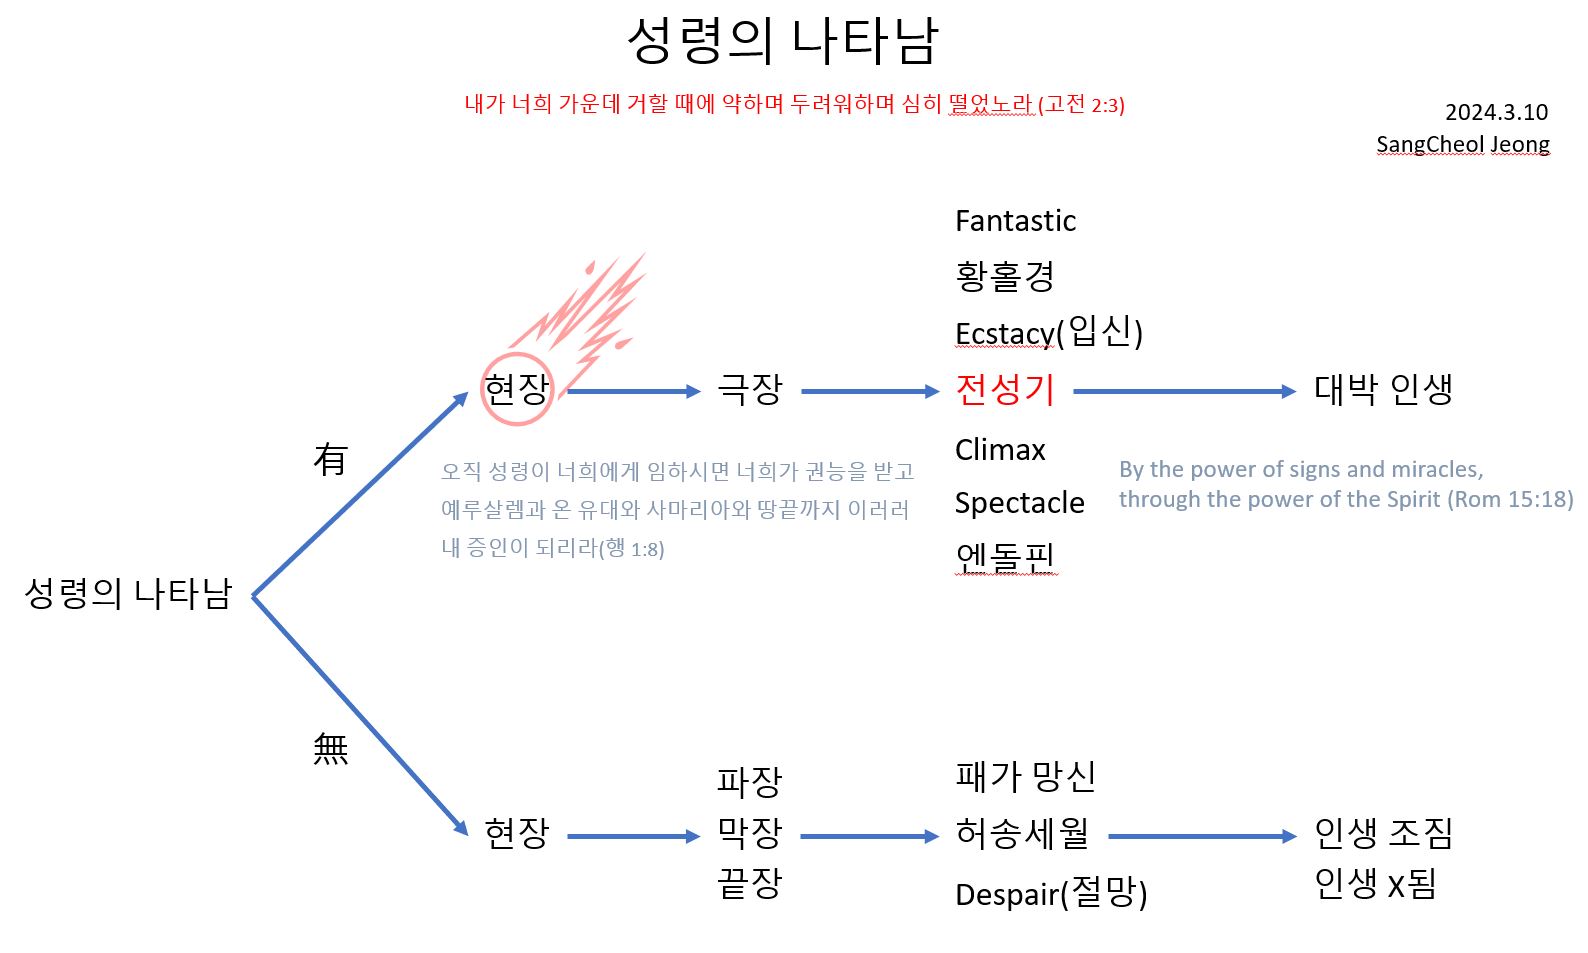 성령의 나타남
내가 너희 가운데 거할 때에 약하며 두려워하며 심히 떨었노라 (고전 2:3)
2024.3.10
SangCheol Jeong
Fantastic
황홀경
Ecstacy(입신)
현장
극장
전성기
대박 인생
有
Climax
Spectacle
엔돌핀
오직 성령이 너희에게 임하시면 너희가 권능을 받고
예루살렘과 온 유대와 사마리아와 땅끝까지 이러러
내 증인이 되리라(행 1:8)
By the power of signs and miracles,
through the power of the Spirit (Rom 15:18)
성령의 나타남
無
현장
파장
막장
끝장
패가 망신
허송세월
Despair(절망)
인생 조짐
인생 X됨